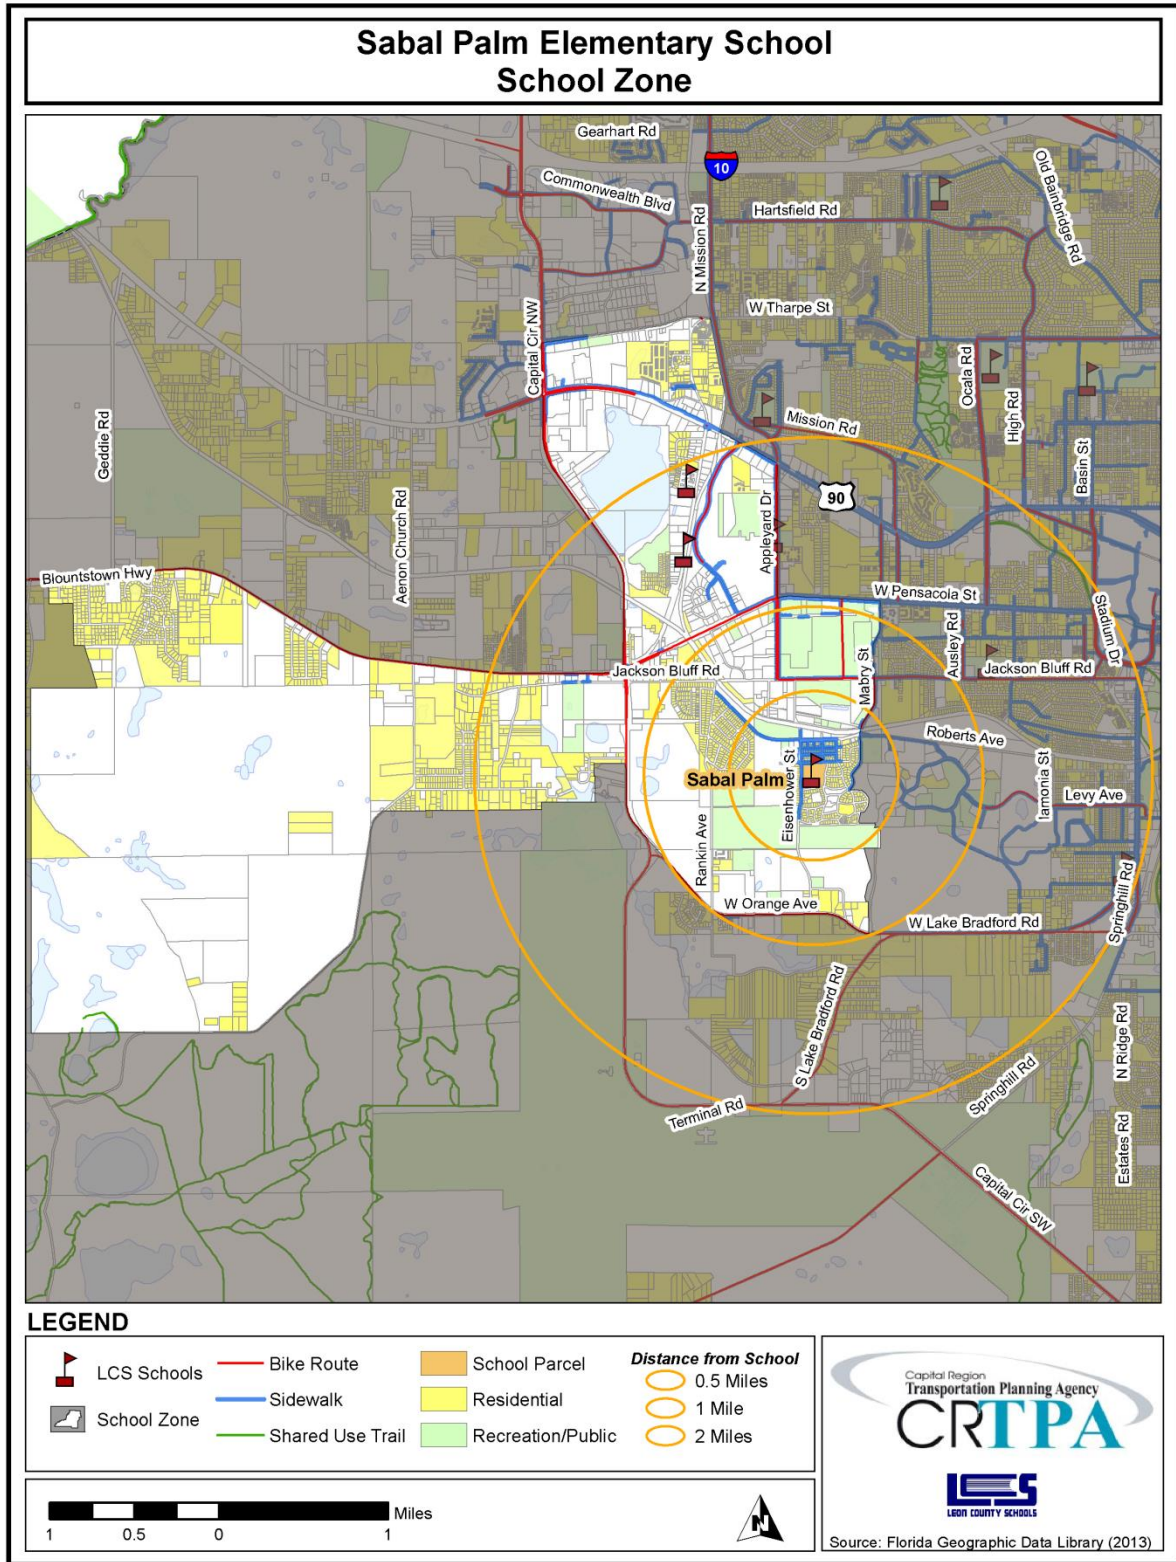 Sabal Palm Elementary School
School Zone
Gearhart Rd
10
Commonwealth Blvd
Old Bainbridge Rd
Hartsfield Rd
N Mission Rd
W Tharpe St
Capital Cir NW
Ocala Rd
High Rd
Basin St
Geddie Rd
Mission Rd
Aenon Church Rd
90
Appleyard Dr
Blountstown Hwy
W Pensacola St
Stadium Dr
Ausley Rd
Jackson Bluff Rd
Jackson Bluff Rd
Mabry St
Roberts Ave
Sabal Palm
Eisenhower St
Iamonia St
Levy Ave
Rankin Ave
W Orange Ave
W Lake Bradford Rd
Springhill Rd
S Lake Bradford Rd
N Ridge Rd
Springhill Rd
Terminal Rd
Estates Rd
Capital Cir SW
LEGEND
LCS Schools
School Zone
Bike Route
Sidewalk
Shared Use Trail
School Parcel
Residential
Recreation/Public
Distance from School
0.5 Miles
1 Mile
2 Miles
Capital Region
Transportation Planning Agency
CRTPA
LCS
LEON COUNTY SCHOOLS
Source: Florida Geographic Data Library (2013)
Miles
1 0.5 0 1
N